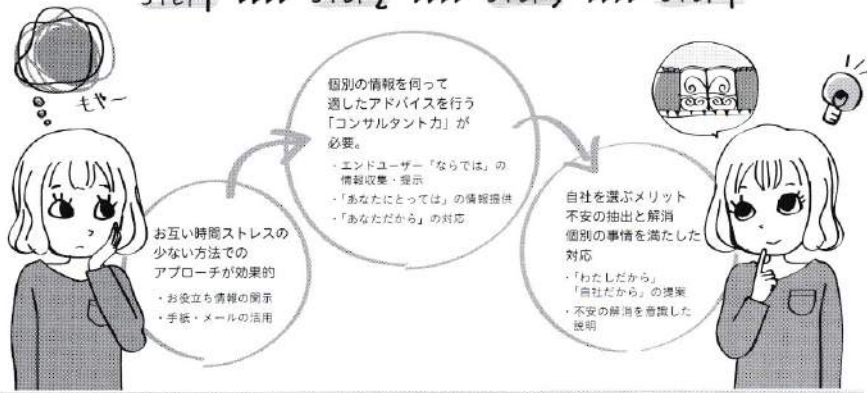 もや～
お互い時間ストレスの
少ない方法での
アプローチが効果的
・お役立ち情報の開示
・手紙・メールの活用
個別の情報を伺って
適したアドバイスを行う
「コンサルタント力」が
必要。
・エンドユーザー「ならでは」の
情報収集・提示
・「あなたにとっては」の情報提供
・「あなただから」の対応
自社を選ぶメリット
不安の抽出と解消
個別の事情を満たした
対応
・「わたしだから」
「自社だから」の提案
・不安の解消を意識した
説明